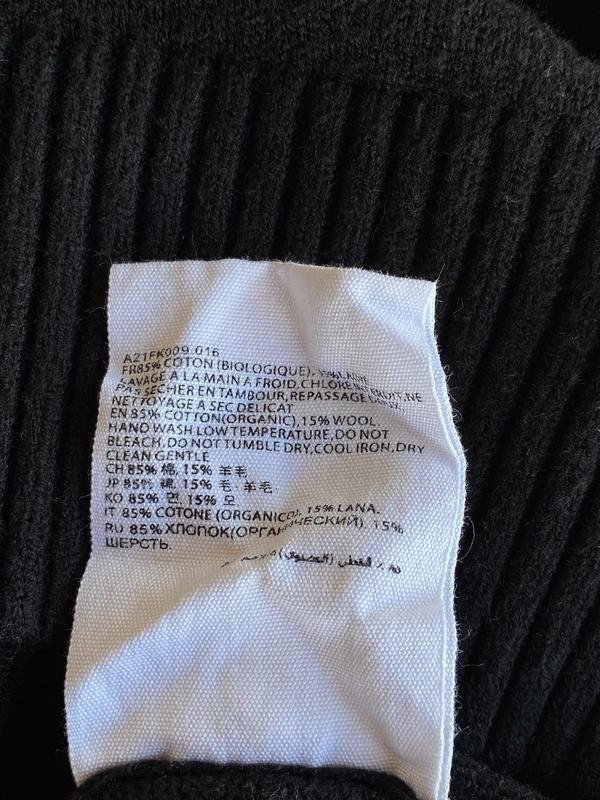 A21FK009 016
FR85% COTON (BIOLOGIQUE), 15%LAINE
LAVAGE A LA MAIN A FROID,CHLORE INTERDIT,NE
PAS SECHER EN TAMBOUR,REPASSAGE
NETTOYAGE A SEC DELICAT
EN 85% COTTON(ORGANIC),15% WOOL.
HAND WASH LOW TEMPERATURE,DO NOT
BLEACH,DO NOT TUMBLE DRY,COOL IRON,DRY
CLEAN GENTLE
CH 85% 棉, 15% 羊毛
JP 85% 綿, 15% 毛·羊毛
KO 85% 면, 15% 모
IT 85% COTONE (ORGANICO), 15% LANA.
RU 85% ХЛОПОК(ОРГАНИЧЕСКИЙ), 15%
ШЕРСТЬ.